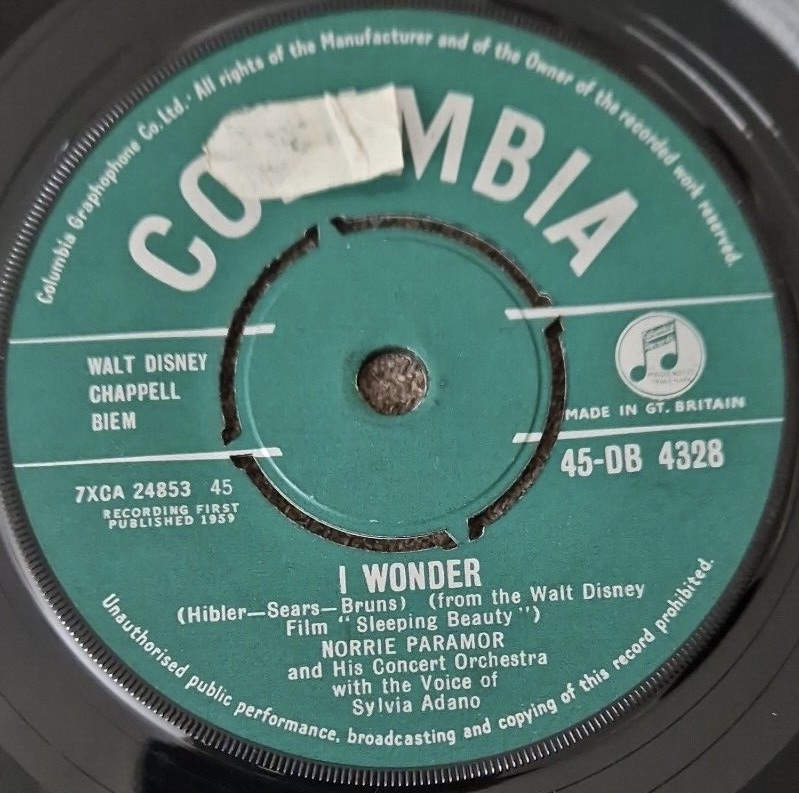 Columbia Graphophone Co. Ltd. · All rights of the Manufacturer and of the Owner of the recorded work reserved.
CO MBIA
WALT DISNEY
CHAPPELL
BIEM
Columbia
Records
MADE IN GT. BRITAIN
45-DB 4328
7XCA 24853 45
RECORDING FIRST
PUBLISHED 1959
I WONDER
(Hibler—Sears—Bruns) (from the Walt Disney
Film "Sleeping Beauty")
NORRIE PARAMOR
and His Concert Orchestra
with the Voice of
Sylvia Adano
Unauthorised public performance, broadcasting and copying of this record prohibited.